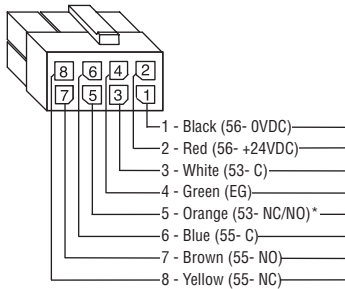 8 6 4 2
7 5 3 1
1 - Black (56- 0VDC)
2 - Red (56- +24VDC)
3 - White (53- C)
4 - Green (EG)
5 - Orange (53- NC/NO)*
6 - Blue (55- C)
7 - Brown (55- NO)
8 - Yellow (55- NC)